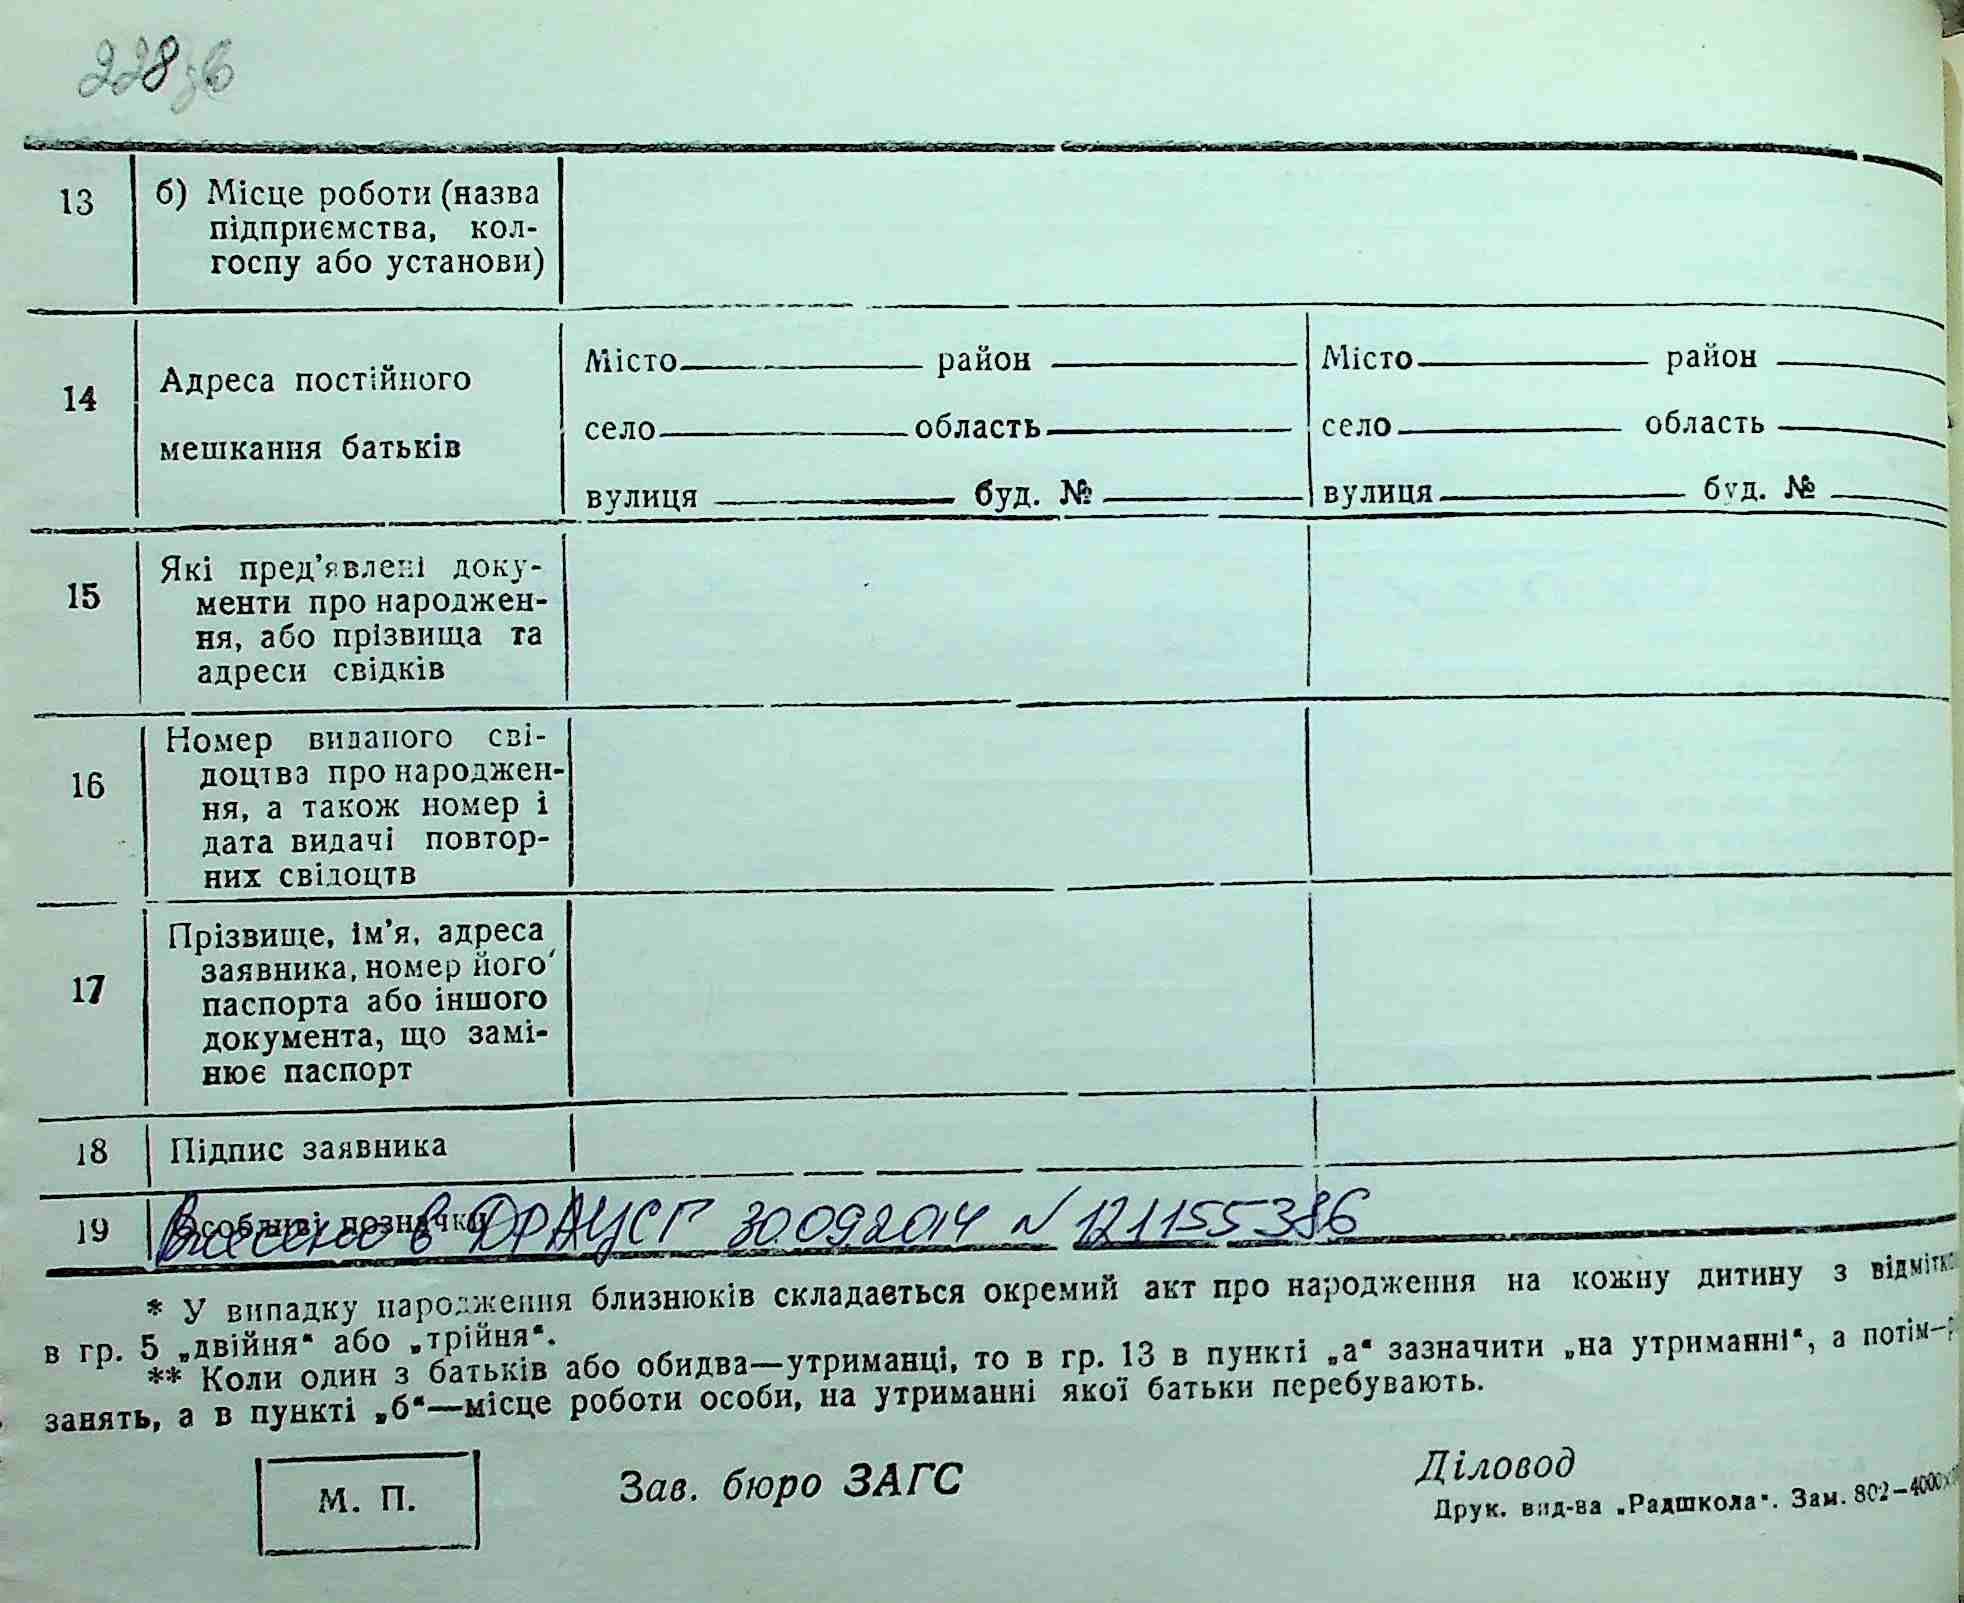 228зв
13 б) Місце роботи (назва
підприємства, кол-
госпу або установи)
14 Адреса постійного
мешкання батьків
Місто район Місто район
село область село область
вулиця буд. № вулиця буд. №
15 Які пред’явлені доку-
менти про народжен-
ня, або прізвища та
адреси свідків
16 Номер виданого сві-
доцтва про народжен-
ня, а також номер і
дата видачі повтор-
них свідоцтв
17 Прізвище, ім’я, адреса
заявника, номер його
паспорта або іншого
документа, що замі-
нює паспорт
18 Підпис заявника
19 Особливі позначки
Внесено в ДРАЦСГ 30.09.2014 N 121155386
* У випадку народження близнюків складається окремий акт про народження на кожну дитину з відмітко
в гр. 5 „двійня“ або „трійня“.
** Коли один з батьків або обидва—утриманці, то в гр. 13 в пункті „а“ зазначити „на утриманні“, а потім—
занять, а в пункті „б“—місце роботи особи, на утриманні якої батьки перебувають.
М. П. Зав. бюро ЗАГС Діловод
Друк. вид-ва „Радшкола“. Зам. 802—4000